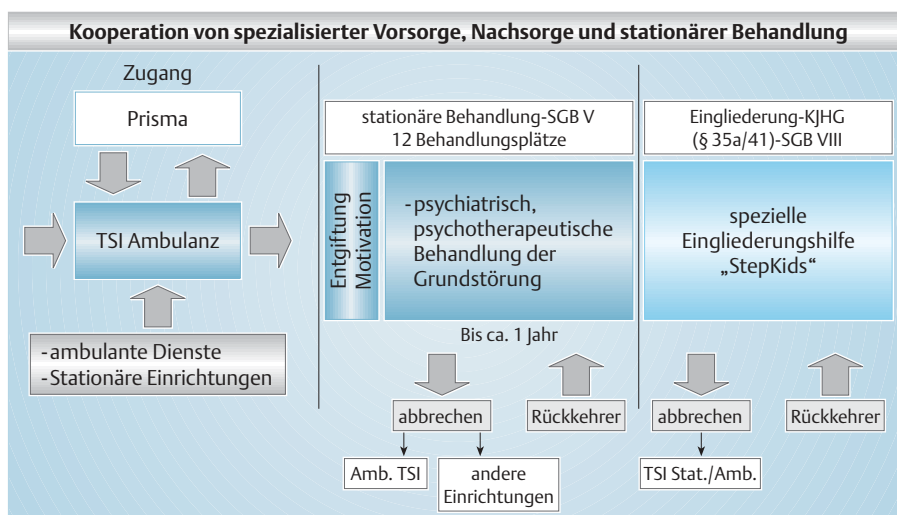 Kooperation von spezialisierter Vorsorge, Nachsorge und stationärer Behandlung
Zugang
Prisma
TSI Ambulanz
-ambulante Dienste
-Stationäre Einrichtungen
stationäre Behandlung-SGB V
12 Behandlungsplätze
Entgiftung
Motivation
-psychiatrisch,
psychotherapeutische
Behandlung der
Grundstörung
Bis ca. 1 Jahr
abbrechen
Rückkehrer
Amb. TSI
andere
Einrichtungen
Eingliederung-KJHG
(§ 35a/41)-SGB VIII
spezielle
Eingliederungshilfe
„StepKids“
abbrechen
Rückkehrer
TSI Stat./Amb.